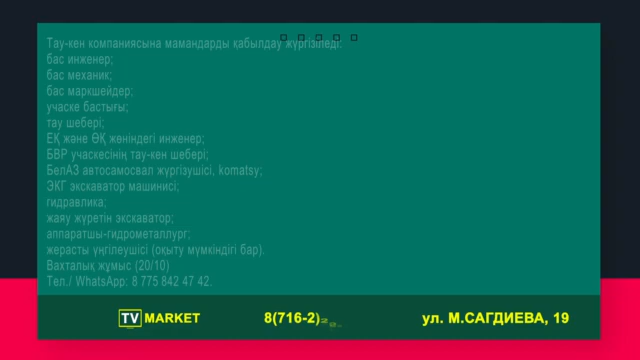 Тау-кен компаниясына мамандарды қабылдау жүргізіледі:
бас инженер;
бас механик;
бас маркшейдер;
учаске бастығы;
тау шебері;
ЕҚ және ӨҚ жөніндегі инженер;
БВР учаскесінің тау-кен шебері;
БелАЗ автосамосвал жүргізушісі, komatsu;
ЭКГ экскаватор машинисі;
гидравлика;
жаяу жүретін экскаватор;
аппаратшы-гидрометаллург;
жерасты үңгілеушісі (оқыту мүмкіндігі бар).
Вахталық жұмыс (20/10)
Тел./ WhatsApp: 8 775 842 47 42.
TV MARKET 8(716-2) ул. М.САГДИЕВА, 19